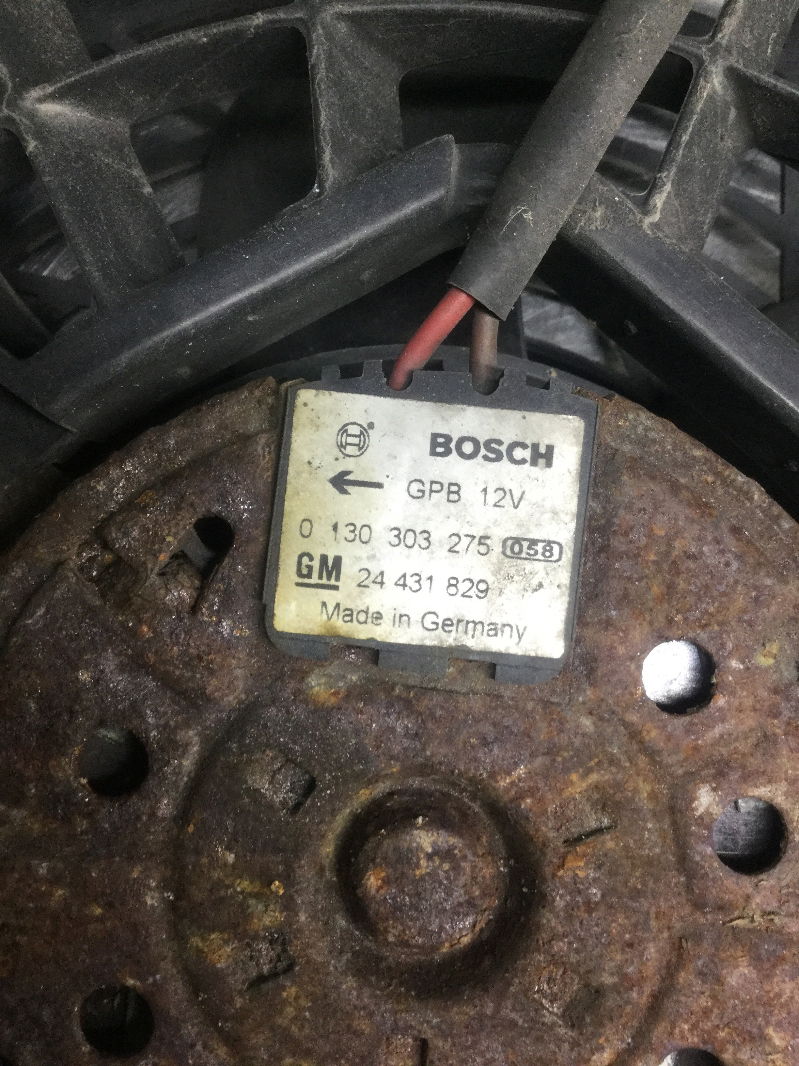 BOSCH
GPB 12V
0 130 303 275 058
GM 24 431 829
Made in Germany